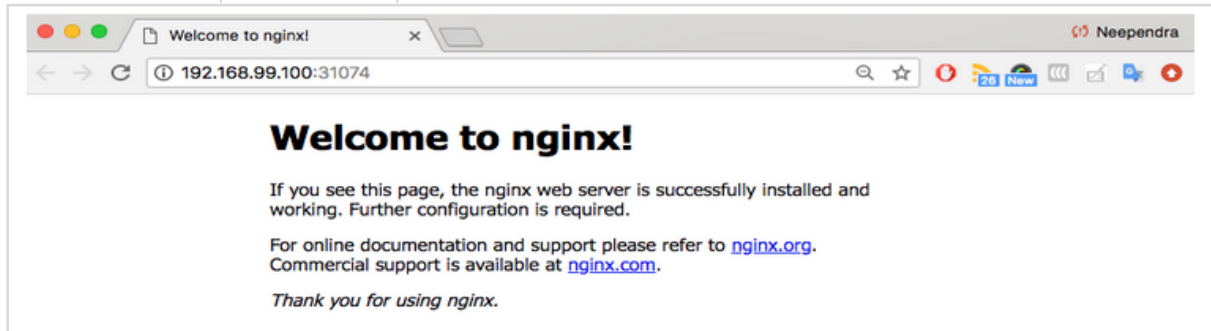 Welcome to nginx!
Neependra
192.168.99.100:31074
26
New
Welcome to nginx!
If you see this page, the nginx web server is successfully installed and
working. Further configuration is required.
For online documentation and support please refer to nginx.org.
Commercial support is available at nginx.com.
Thank you for using nginx.